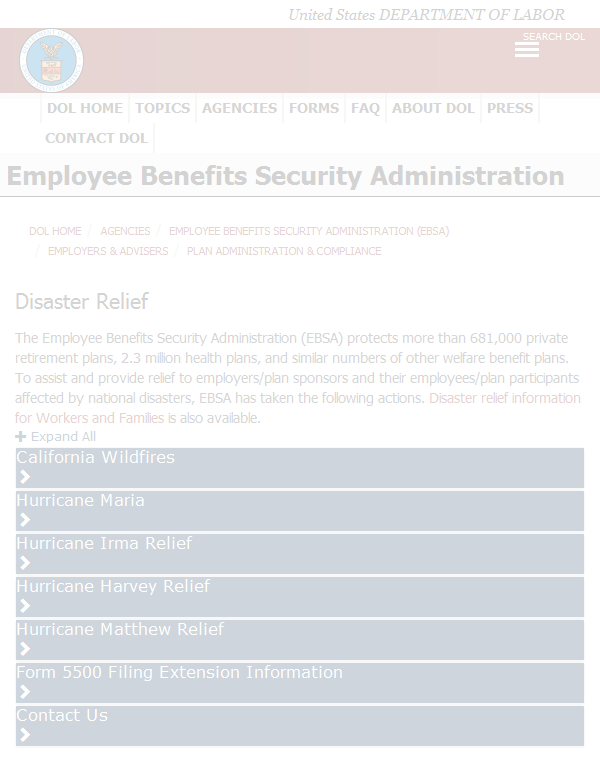 United States DEPARTMENT OF LABOR
SEARCH DOL
DOL HOME TOPICS AGENCIES FORMS FAQ ABOUT DOL PRESS
CONTACT DOL
Employee Benefits Security Administration
DOL HOME / AGENCIES / EMPLOYEE BENEFITS SECURITY ADMINISTRATION (EBSA)
/ EMPLOYERS & ADVISERS / PLAN ADMINISTRATION & COMPLIANCE
Disaster Relief
The Employee Benefits Security Administration (EBSA) protects more than 681,000 private
retirement plans, 2.3 million health plans, and similar numbers of other welfare benefit plans.
To assist and provide relief to employers/plan sponsors and their employees/plan participants
affected by national disasters, EBSA has taken the following actions. Disaster relief information
for Workers and Families is also available.
Expand All
California Wildfires
Hurricane Maria
Hurricane Irma Relief
Hurricane Harvey Relief
Hurricane Matthew Relief
Form 5500 Filing Extension Information
Contact Us